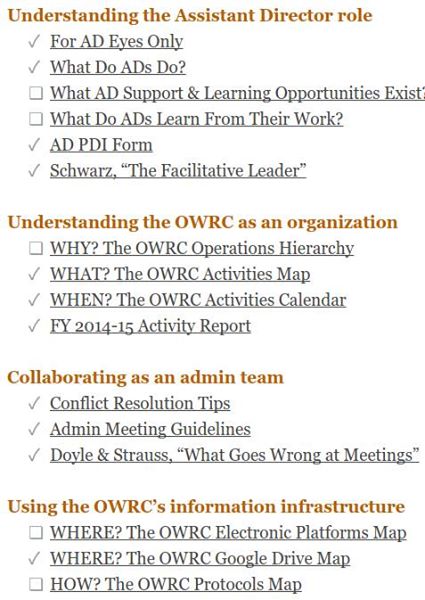 Understanding the Assistant Director role
✓ For AD Eyes Only
✓ What Do ADs Do?
❏ What AD Support & Learning Opportunities Exist?
❏ What Do ADs Learn From Their Work?
✓ AD PDI Form
✓ Schwarz, “The Facilitative Leader”
Understanding the OWRC as an organization
❏ WHY? The OWRC Operations Hierarchy
✓ WHAT? The OWRC Activities Map
✓ WHEN? The OWRC Activities Calendar
✓ FY 2014-15 Activity Report
Collaborating as an admin team
✓ Conflict Resolution Tips
✓ Admin Meeting Guidelines
✓ Doyle & Strauss, “What Goes Wrong at Meetings”
Using the OWRC’s information infrastructure
❏ WHERE? The OWRC Electronic Platforms Map
✓ WHERE? The OWRC Google Drive Map
❏ HOW? The OWRC Protocols Map